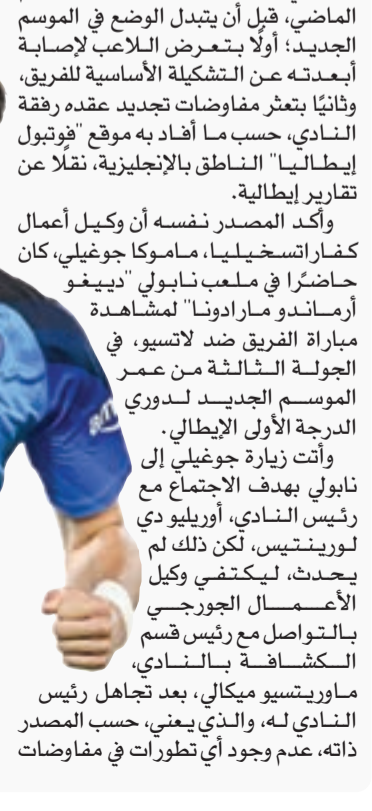 الماضي، قبل أن يتبدل الوضع في الموسم
الجديد؛ أولًا بتعرض اللاعب لإصابة
أبعدته عن التشكيلة الأساسية للفريق،
وثانيًا بتعثر مفاوضات تجديد عقده رفقة
النادي، حسب ما أفاد به موقع "فوتبول
إيطاليا" الناطق بالإنجليزية، نقلًا عن
تقارير إيطالية.
وأكد المصدر نفسه أن وكيل أعمال
كفاراتسخيليا، ماموكا جوغيلي، كان
حاضرًا في ملعب نابولي "دييغو
أرماندو مارادونا" لمشاهدة
مباراة الفريق ضد لاتسيو، في
الجولة الثالثة من عمر
الموسم الجديد لدوري
الدرجة الأولى الإيطالي.
وأتت زيارة جوغيلي إلى
نابولي بهدف الاجتماع مع
رئيس النادي، أوريليو دي
لورينتيس، لكن ذلك لم
يحدث، ليكتفي وكيل
الأعمال الجورجي
بالتواصل مع رئيس قسم
الكشافة بالنادي،
ماوريتسيو ميكالي، بعد تجاهل رئيس
النادي له، والذي يعني، حسب المصدر
ذاته، عدم وجود أي تطورات في مفاوضات